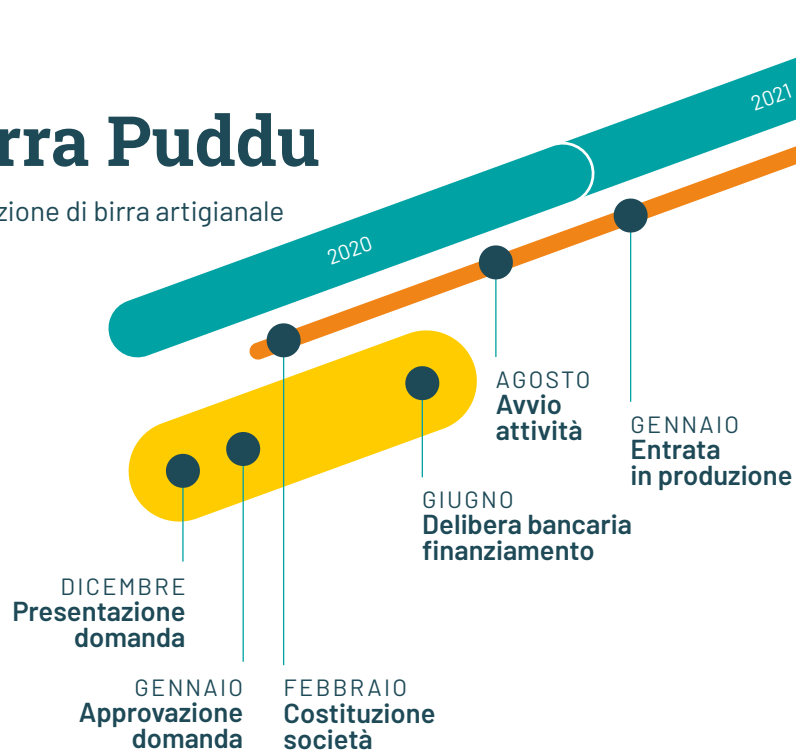 rra Puddu
zione di birra artigianale
2020
2021
AGOSTO
Avvio
attività
GENNAIO
Entrata
in produzione
GIUGNO
Delibera bancaria
finanziamento
DICEMBRE
Presentazione
domanda
GENNAIO
Approvazione
domanda
FEBBRAIO
Costituzione
società